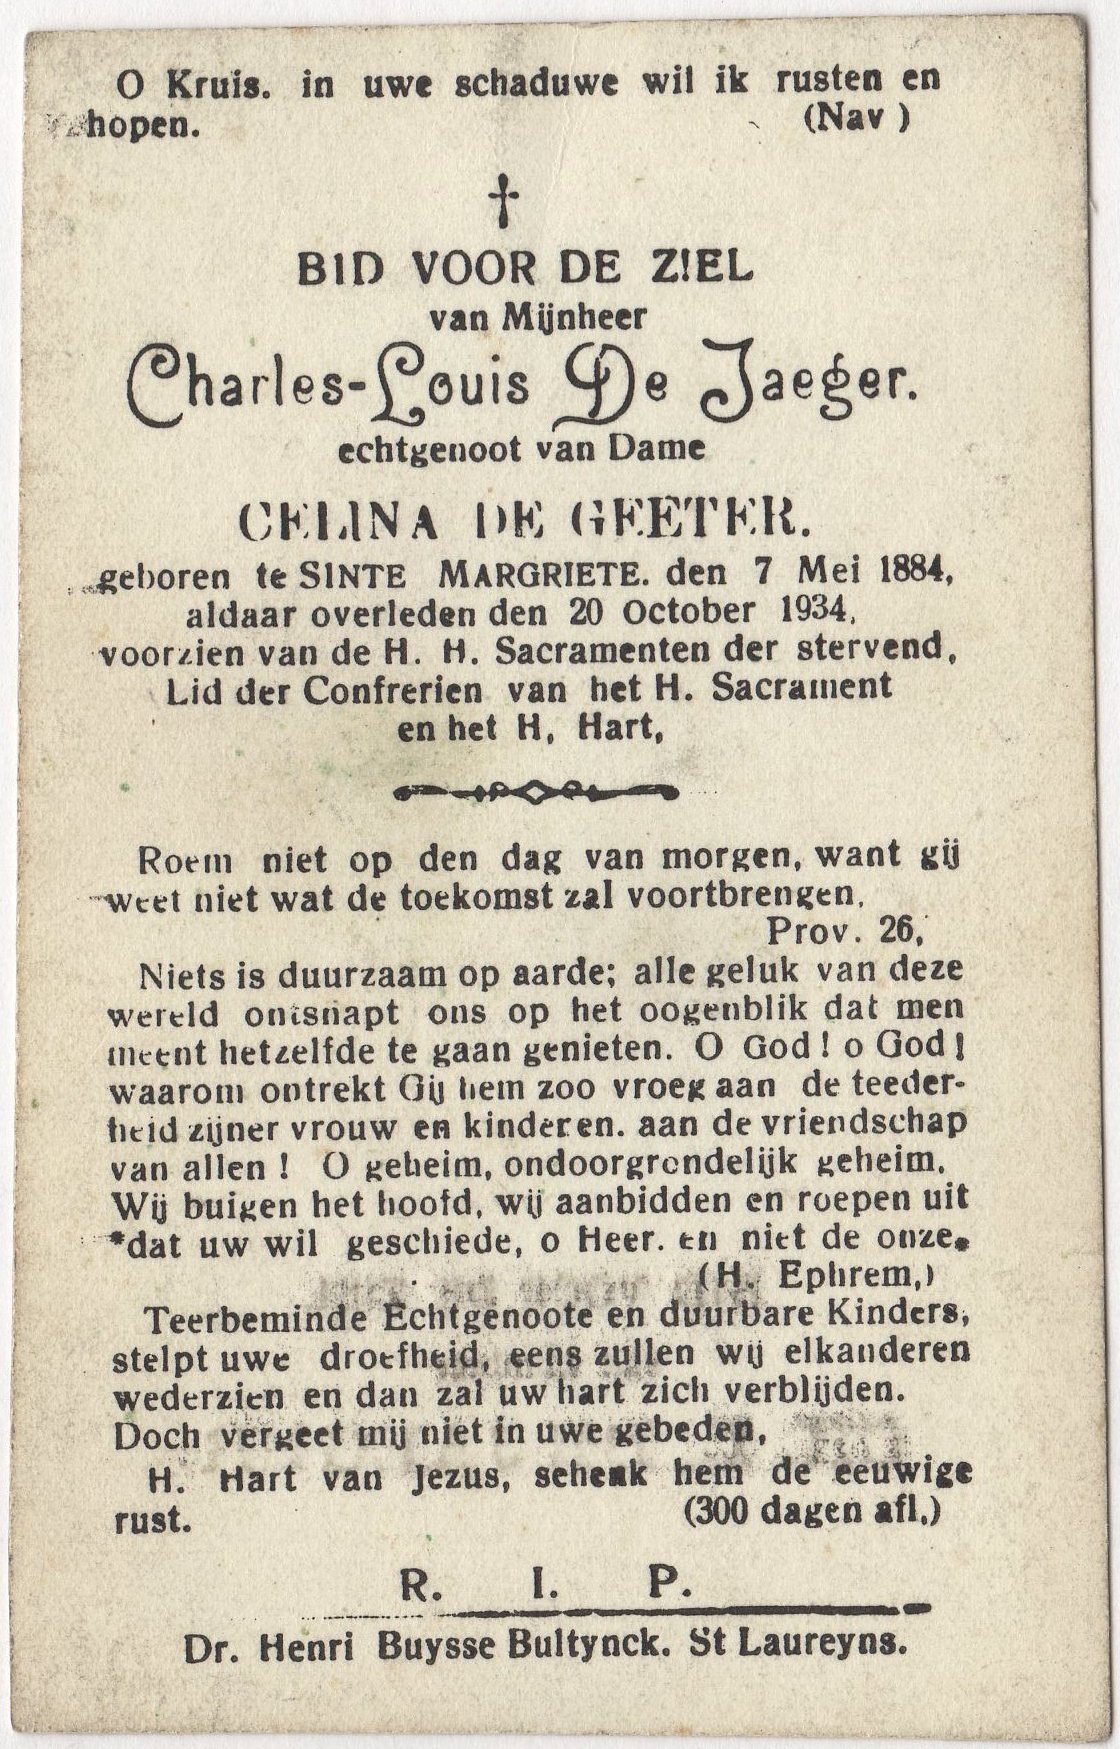 O Kruis. in uwe schaduwe wil ik rusten en
hopen. (Nav )
BID VOOR DE ZIEL
van Mijnheer
Charles-Louis De Jaeger.
echtgenoot van Dame
CELINA DE GEETER.
geboren te SINTE MARGRIETE. den 7 Mei 1884,
aldaar overleden den 20 October 1934,
voorzien van de H. H. Sacramenten der stervend,
Lid der Confrerien van het H. Sacrament
en het H, Hart,
Roem niet op den dag van morgen, want gij
weet niet wat de toekomst zal voortbrengen,
Prov. 26,
Niets is duurzaam op aarde; alle geluk van deze
wereld ontsnapt ons op het oogenblik dat men
meent hetzelfde te gaan genieten. O God! o God!
waarom ontrekt Gij hem zoo vroeg aan de teeder-
heid zijner vrouw en kinderen. aan de vriendschap
van allen! O geheim, ondoorgrondelijk geheim,
Wij buigen het hoofd, wij aanbidden en roepen uit
"dat uw wil geschiede, o Heer. en niet de onze.
(H. Ephrem,)
Teerbeminde Echtgenoote en duurbare Kinders,
stelpt uwe droefheid, eens zullen wij elkanderen
wederzien en dan zal uw hart zich verblijden.
Doch vergeet mij niet in uwe gebeden,
H. Hart van Jezus, schenk hem de eeuwige
rust. (300 dagen afl,)
R. I. P.
Dr. Henri Buysse Bultynck. St Laureyns.